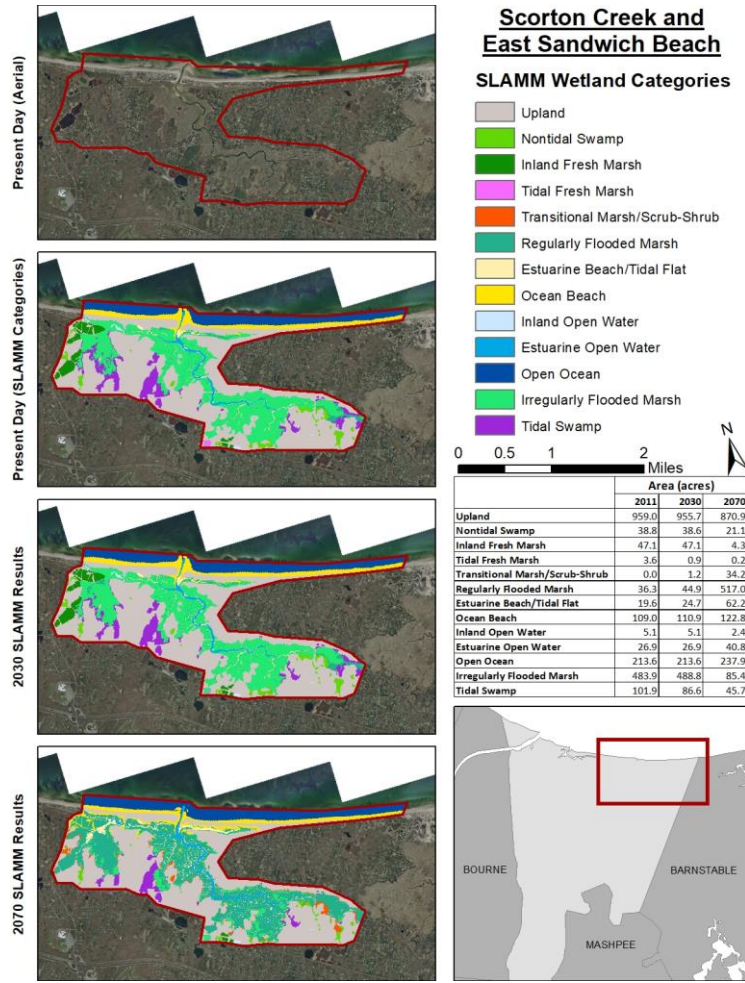 Scorton Creek and
East Sandwich Beach
SLAMM Wetland Categories
Upland
Nontidal Swamp
Inland Fresh Marsh
Tidal Fresh Marsh
Transitional Marsh/Scrub-Shrub
Regularly Flooded Marsh
Estuarine Beach/Tidal Flat
Ocean Beach
Inland Open Water
Estuarine Open Water
Open Ocean
Irregularly Flooded Marsh
Tidal Swamp
N
0 0.5 1 2
Miles
Area (acres)
2011 2030 2070
Upland 959.0 955.7 870.9
Nontidal Swamp 38.8 38.6 21.1
Inland Fresh Marsh 47.1 47.1 4.3
Tidal Fresh Marsh 3.6 0.9 0.2
Transitional Marsh/Scrub-Shrub 0.0 1.2 34.2
Regularly Flooded Marsh 36.3 44.9 517.0
Estuarine Beach/Tidal Flat 19.6 24.7 62.2
Ocean Beach 109.0 110.9 122.8
Inland Open Water 5.1 5.1 2.4
Estuarine Open Water 26.9 26.9 40.8
Open Ocean 213.6 213.6 237.9
Irregularly Flooded Marsh 483.9 488.8 85.4
Tidal Swamp 101.9 86.6 45.7
BOURNE
BARNSTABLE
MASHPEE
Present Day (Aerial)
Present Day (SLAMM Categories)
2030 SLAMM Results
2070 SLAMM Results